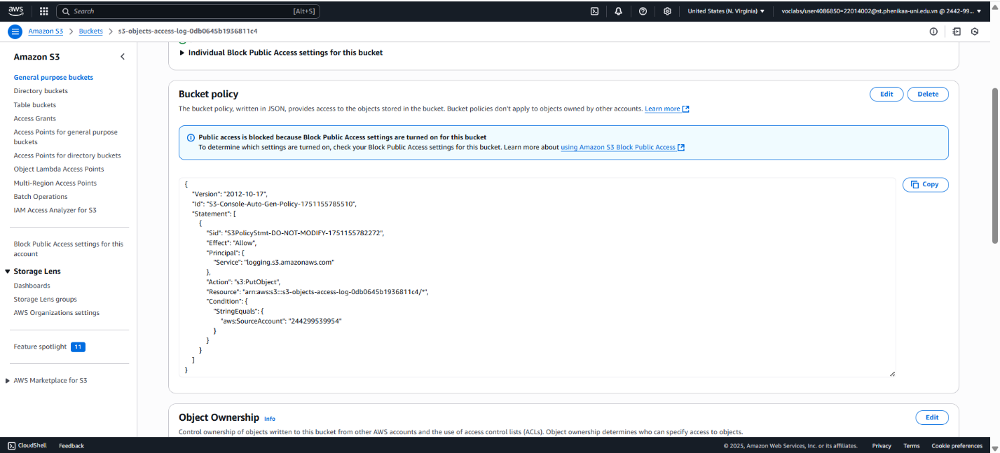 aws
Search [Alt+S]
United States (N. Virginia) ▼
voclabs/user4086850=22014002@st.phenikaa-uni.edu.vn @ 2442-99... ▼
Amazon S3 > Buckets > s3-objects-access-log-0db0645b1936811c4
Amazon S3
General purpose buckets
Directory buckets
Table buckets
Access Grants
Access Points for general purpose
buckets
Access Points for directory buckets
Object Lambda Access Points
Multi-Region Access Points
Batch Operations
IAM Access Analyzer for S3
Block Public Access settings for this
account
Storage Lens
Dashboards
Storage Lens groups
AWS Organizations settings
Feature spotlight 11
AWS Marketplace for S3
Individual Block Public Access settings for this bucket
Bucket policy
Edit
Delete
The bucket policy, written in JSON, provides access to the objects stored in the bucket. Bucket policies don't apply to objects owned by other accounts. Learn more
Public access is blocked because Block Public Access settings are turned on for this bucket
To determine which settings are turned on, check your Block Public Access settings for this bucket. Learn more about using Amazon S3 Block Public Access
Copy
{
"Version": "2012-10-17",
"Id": "S3-Console-Auto-Gen-Policy-1751155785510",
"Statement": [
{
"Sid": "S3PolicyStmt-DO-NOT-MODIFY-1751155782272",
"Effect": "Allow",
"Principal": {
"Service": "logging.s3.amazonaws.com"
},
"Action": "s3:PutObject",
"Resource": "arn:aws:s3:::s3-objects-access-log-0db0645b1936811c4/*",
"Condition": {
"StringEquals": {
"aws:SourceAccount": "244299539954"
}
}
}
]
}
Object Ownership Info
Edit
Control ownership of objects written to this bucket from other AWS accounts and the use of access control lists (ACLs). Object ownership determines who can specify access to objects.
CloudShell
Feedback
© 2025, Amazon Web Services, Inc. or its affiliates.
Privacy
Terms
Cookie preferences